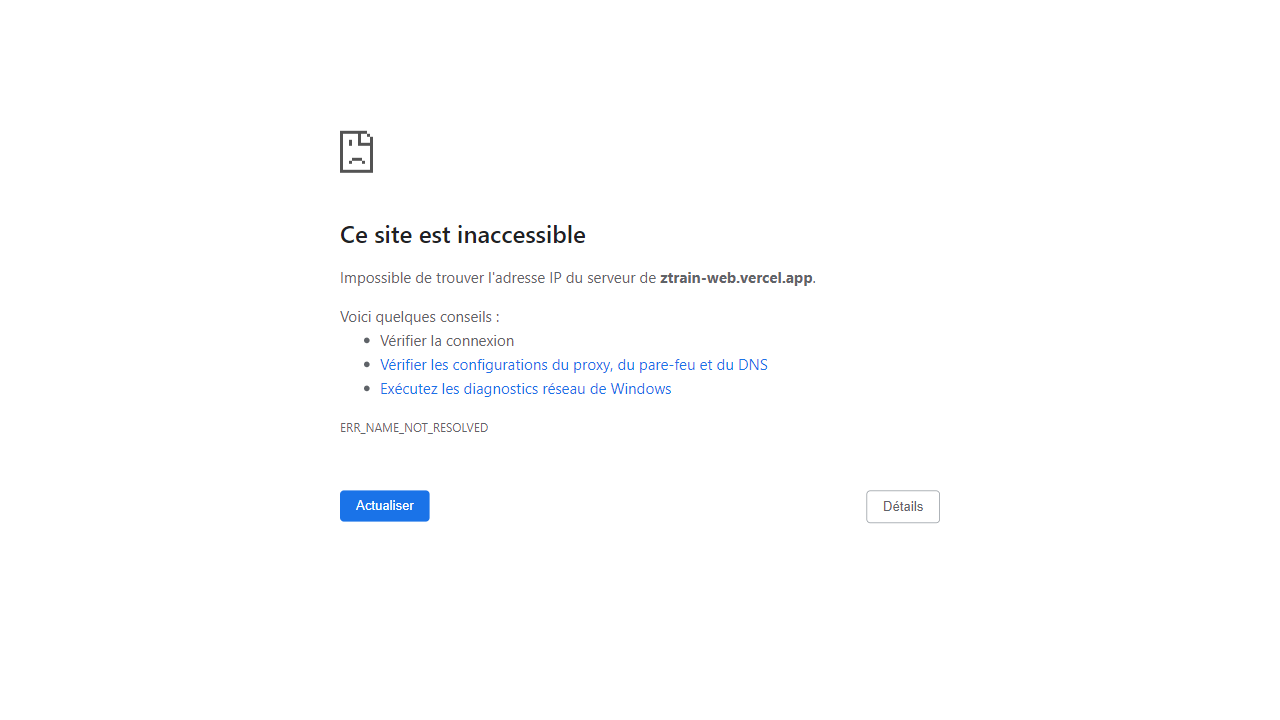 Ce site est inaccessible
Impossible de trouver l'adresse IP du serveur de ztrain-web.vercel.app.
Voici quelques conseils :
Vérifier la connexion
Vérifier les configurations du proxy, du pare-feu et du DNS
Exécutez les diagnostics réseau de Windows
ERR_NAME_NOT_RESOLVED
Actualiser
Détails